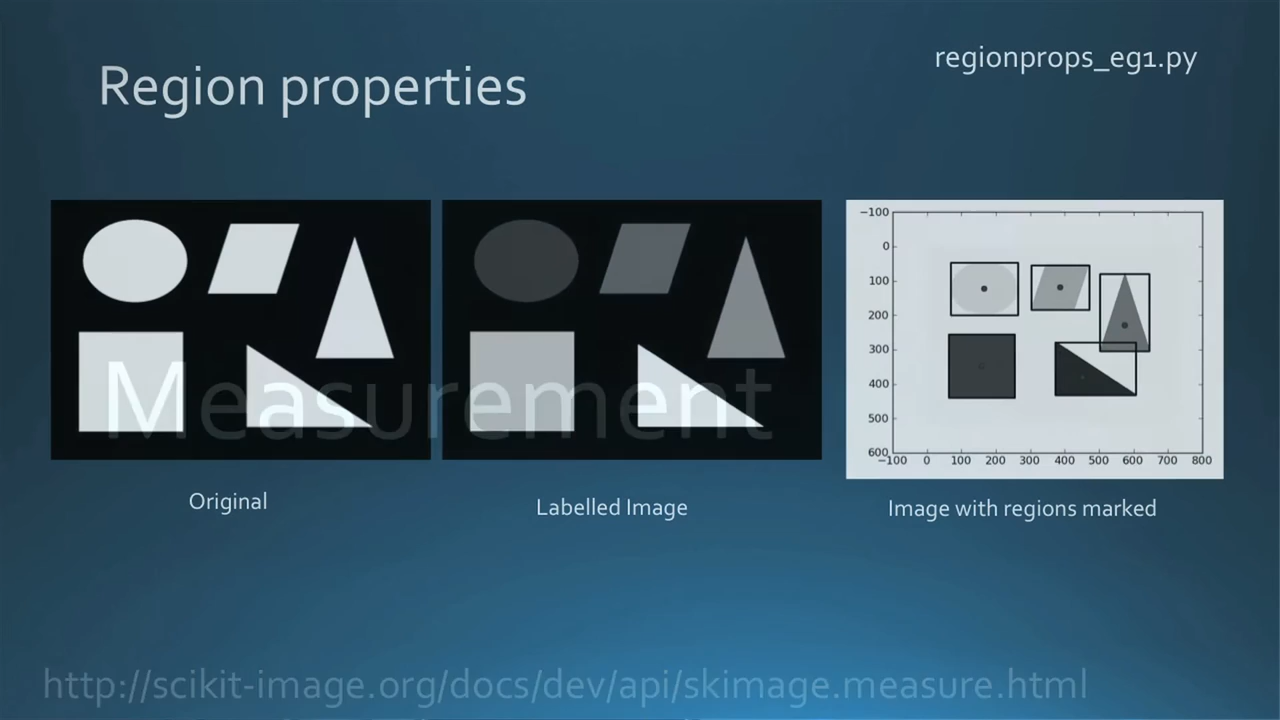 regionprops_eg1.py
Region properties
Measurement
−100
0
100
200
300
400
500
600
−100 0 100 200 300 400 500 600 700 800
Original
Labelled Image
Image with regions marked
http://scikit-image.org/docs/dev/api/skimage.measure.html